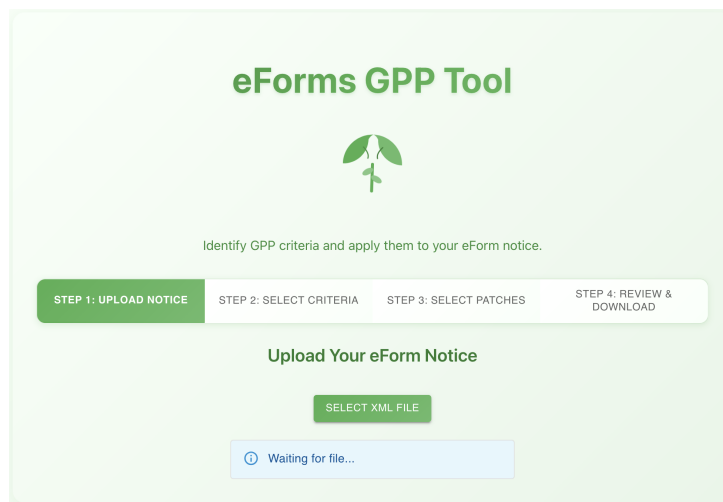 eForms GPP Tool
Identify GPP criteria and apply them to your eForm notice.
STEP 1: UPLOAD NOTICE
STEP 2: SELECT CRITERIA
STEP 3: SELECT PATCHES
STEP 4: REVIEW &
DOWNLOAD
Upload Your eForm Notice
SELECT XML FILE
Waiting for file...